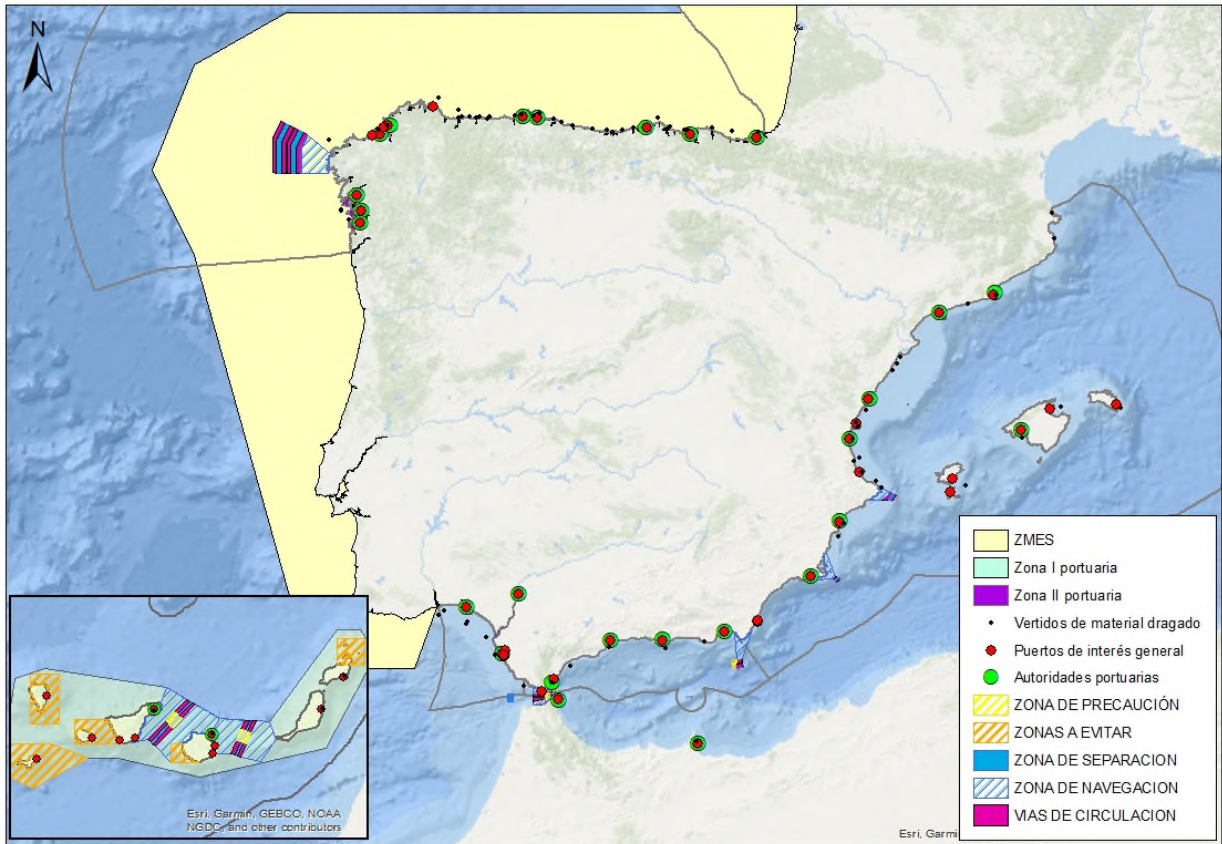 N
ZMES
Zona I portuaria
Zona II portuaria
Vertidos de material dragado
Puertos de interés general
Autoridades portuarias
ZONA DE PRECAUCIÓN
ZONAS A EVITAR
ZONA DE SEPARACION
ZONA DE NAVEGACION
VIAS DE CIRCULACION
Esri, Garmin, GEBCO, NOAA
NGDC, and other contributors
Esri, Garmi